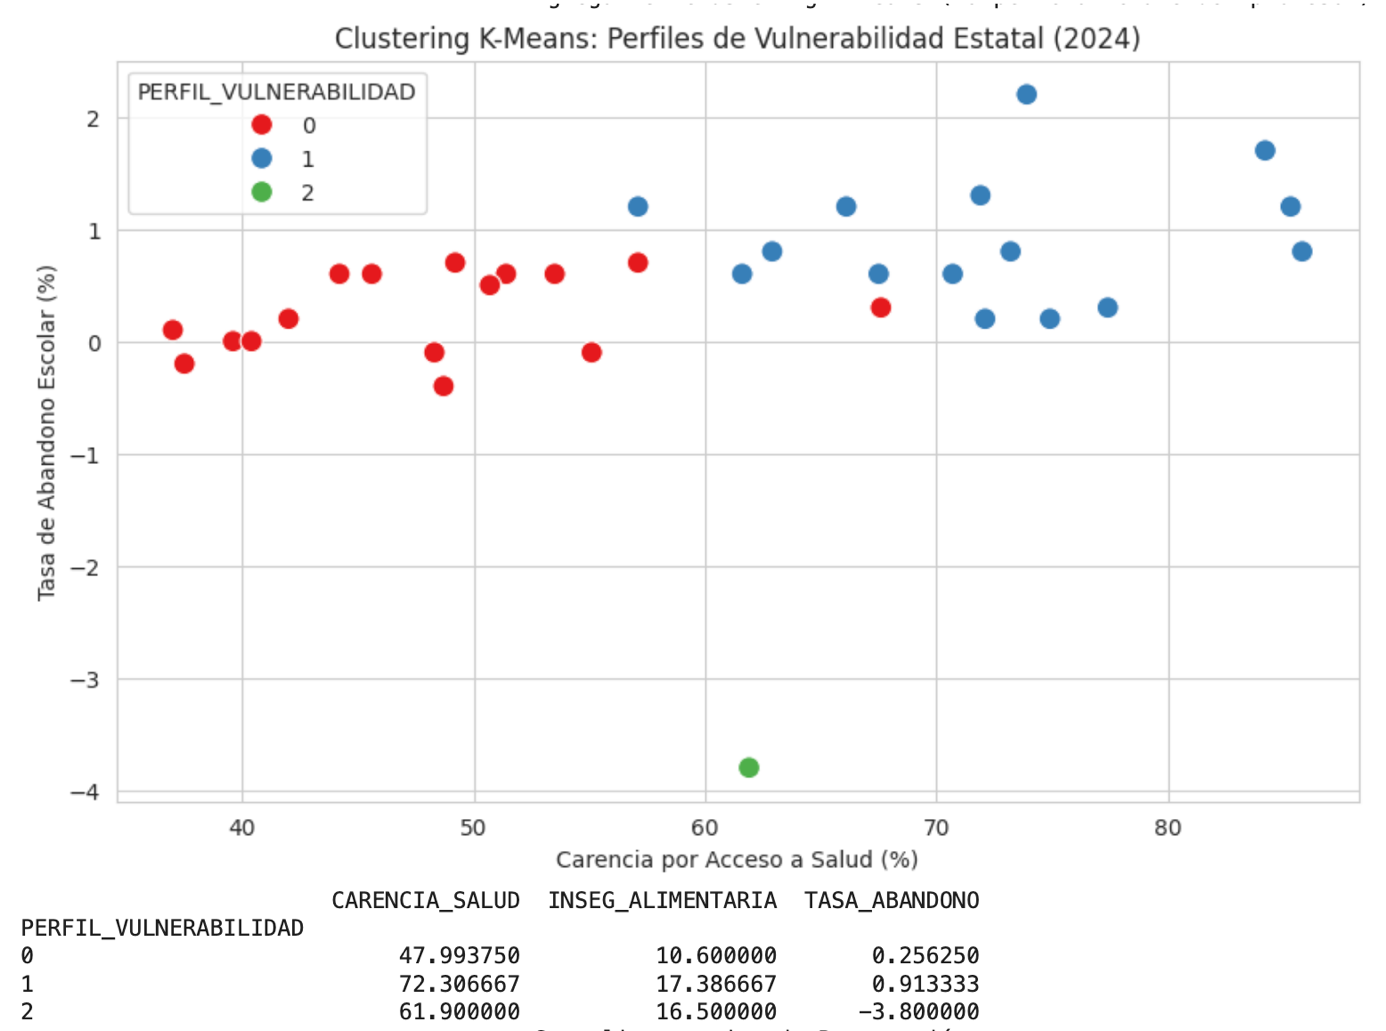 Clustering K-Means: Perfiles de Vulnerabilidad Estatal (2024)
PERFIL_VULNERABILIDAD
0
1
2
2
1
0
−1
−2
−3
−4
Tasa de Abandono Escolar (%)
40 50 60 70 80
Carencia por Acceso a Salud (%)
CARENCIA_SALUD INSEG_ALIMENTARIA TASA_ABANDONO
PERFIL_VULNERABILIDAD
0 47.993750 10.600000 0.256250
1 72.306667 17.386667 0.913333
2 61.900000 16.500000 −3.800000